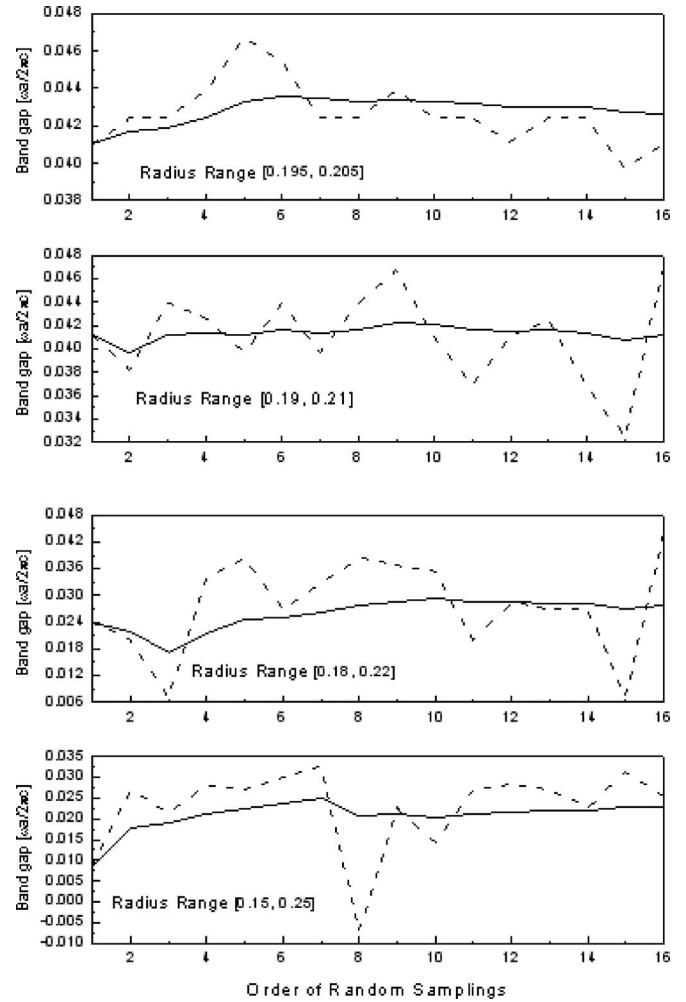 0.048
0.046
0.044
0.042
0.040
0.038
Band gap [ωa/2πc]
Radius Range [0.195, 0.205]
2 4 6 8 10 12 14 16
0.048
0.046
0.044
0.042
0.040
0.038
0.036
0.034
0.032
Band gap [ωa/2πc]
Radius Range [0.19, 0.21]
2 4 6 8 10 12 14 16
0.048
0.042
0.036
0.030
0.024
0.018
0.012
0.006
Band gap [ωa/2πc]
Radius Range [0.18, 0.22]
2 4 6 8 10 12 14 16
0.035
0.030
0.025
0.020
0.015
0.010
0.005
0.000
-0.005
-0.010
Band gap [ωa/2πc]
Radius Range [0.15, 0.25]
2 4 6 8 10 12 14 16
Order of Random Samplings